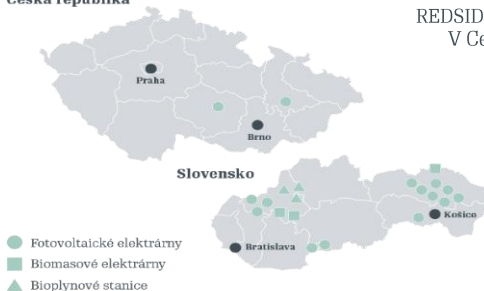 Česká republika
REDSID
V Če
Praha
Brno
Slovensko
Košice
Bratislava
Fotovoltaické elektrárny
Biomasové elektrárny
Bioplynové stanice